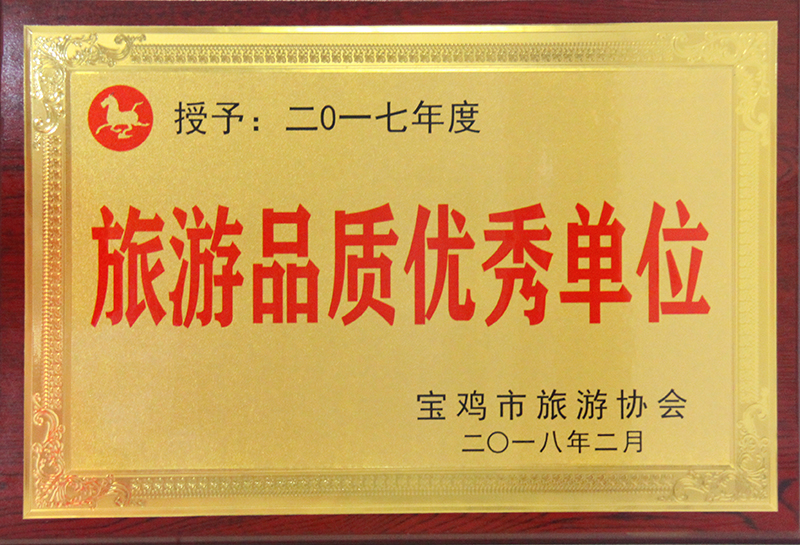 授予：二0一七年度
旅游品质优秀单位
宝鸡市旅游协会
二〇一八年二月